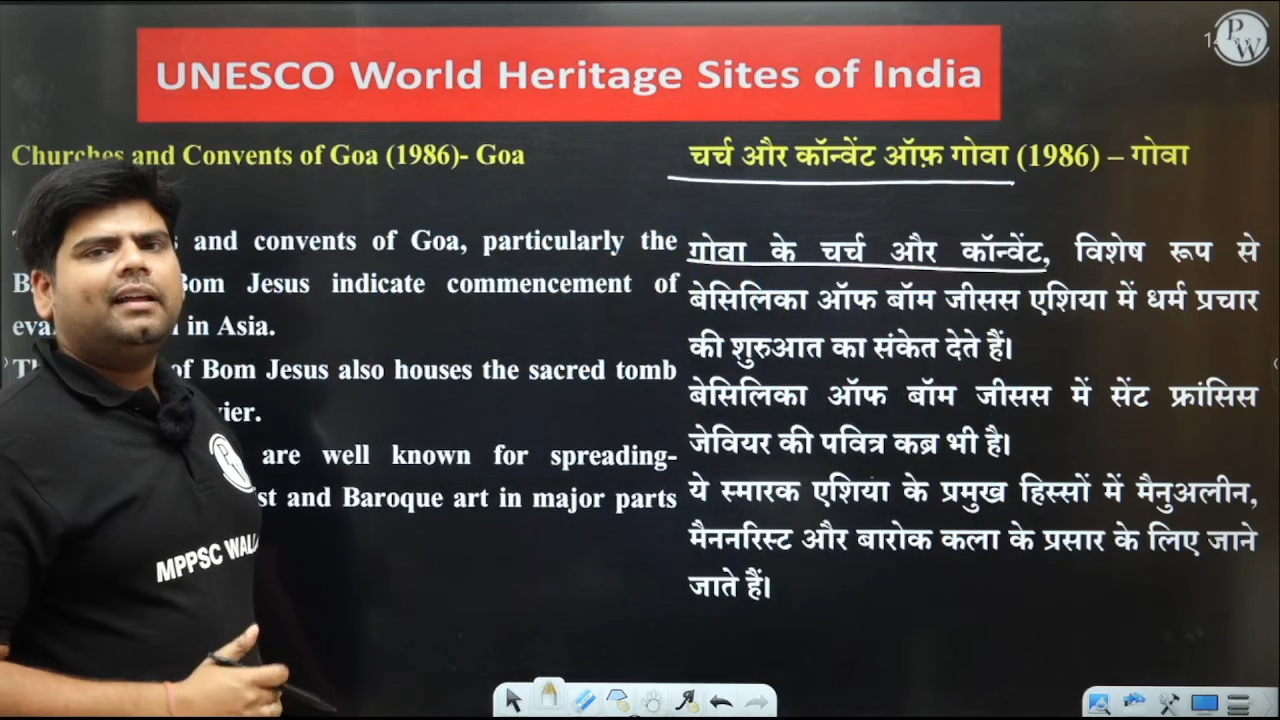 UNESCO World Heritage Sites of India
PW
Churches and Convents of Goa (1986)- Goa
and convents of Goa, particularly the
Bom Jesus indicate commencement of
in Asia.
of Bom Jesus also houses the sacred tomb
are well known for spreading-
and Baroque art in major parts
चर्च और कॉन्वेंट ऑफ़ गोवा (1986) – गोवा
गोवा के चर्च और कॉन्वेंट, विशेष रूप से
बेसिलिका ऑफ बॉम जीसस एशिया में धर्म प्रचार
की शुरुआत का संकेत देते हैं।
बेसिलिका ऑफ बॉम जीसस में सेंट फ्रांसिस
जेवियर की पवित्र कब्र भी है।
ये स्मारक एशिया के प्रमुख हिस्सों में मैनुअलीन,
मैननरिस्ट और बारोक कला के प्रसार के लिए जाने
जाते हैं।
MPPSC WALL